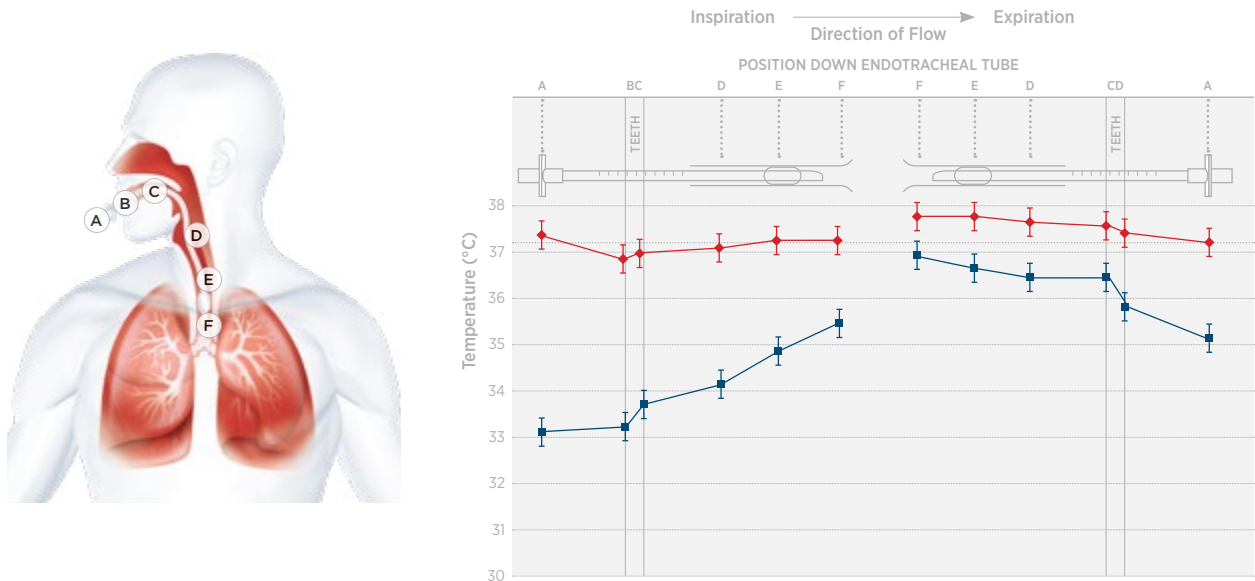 Inspiration
Expiration
Direction of Flow
POSITION DOWN ENDOTRACHEAL TUBE
A
BC
D
E
F
F
E
D
CD
A
TEETH
TEETH
Temperature (°C)
38
37
36
35
34
33
32
31
30
A
B
C
D
E
F